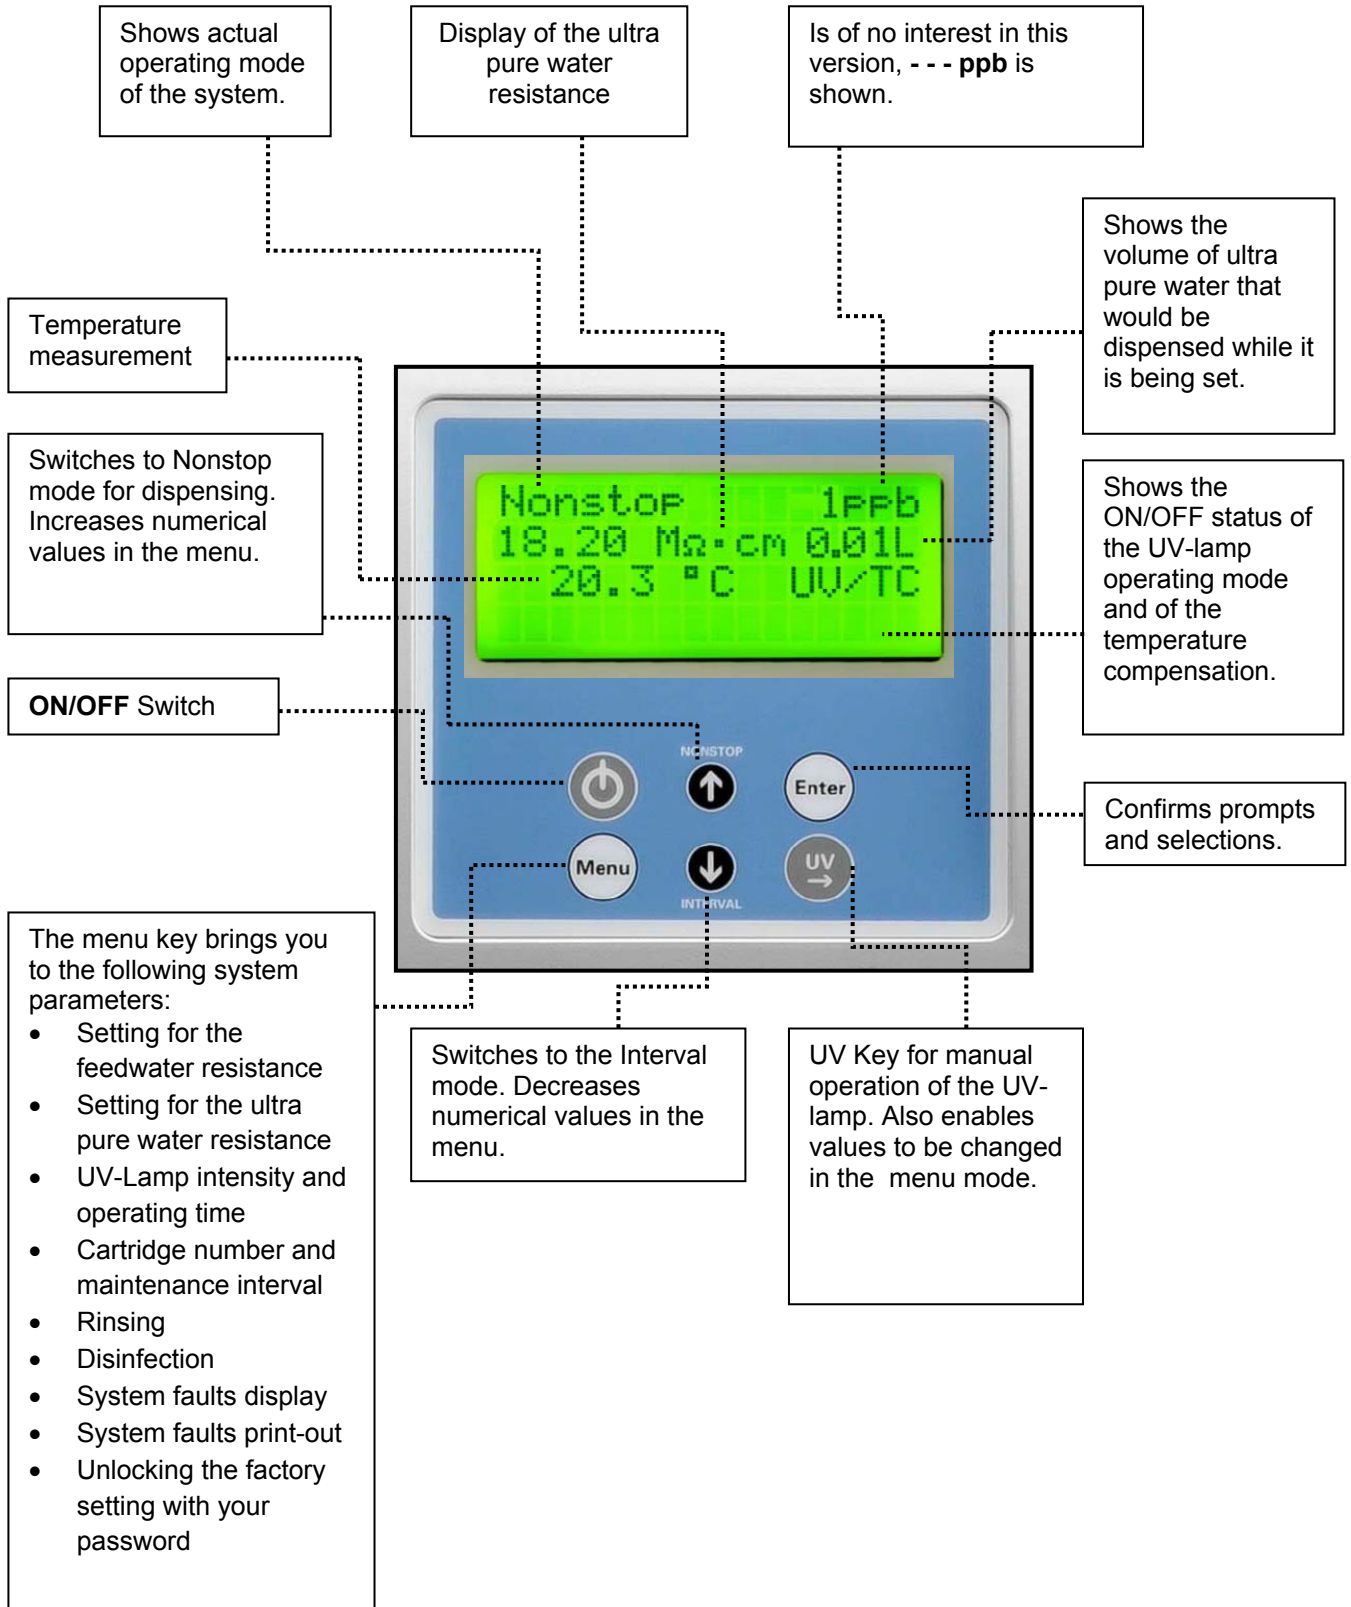 Shows actual
operating mode
of the system.
Display of the ultra
pure water
resistance
Is of no interest in this
version, - - - ppb is
shown.
Shows the
volume of ultra
pure water that
would be
dispensed while it
is being set.
Temperature
measurement
Switches to Nonstop
mode for dispensing.
Increases numerical
values in the menu.
Nonstop 1ppb
18.20 MΩ·cm 0.01L
20.3 °C UV/TC
Shows the
ON/OFF status of
the UV-lamp
operating mode
and of the
temperature
compensation.
ON/OFF Switch
NONSTOP
Enter
Menu
UV
→
INTERVAL
Confirms prompts
and selections.
The menu key brings you
to the following system
parameters:
• Setting for the
feedwater resistance
• Setting for the ultra
pure water resistance
• UV-Lamp intensity and
operating time
• Cartridge number and
maintenance interval
• Rinsing
• Disinfection
• System faults display
• System faults print-out
• Unlocking the factory
setting with your
password
Switches to the Interval
mode. Decreases
numerical values in the
menu.
UV Key for manual
operation of the UV-
lamp. Also enables
values to be changed
in the menu mode.